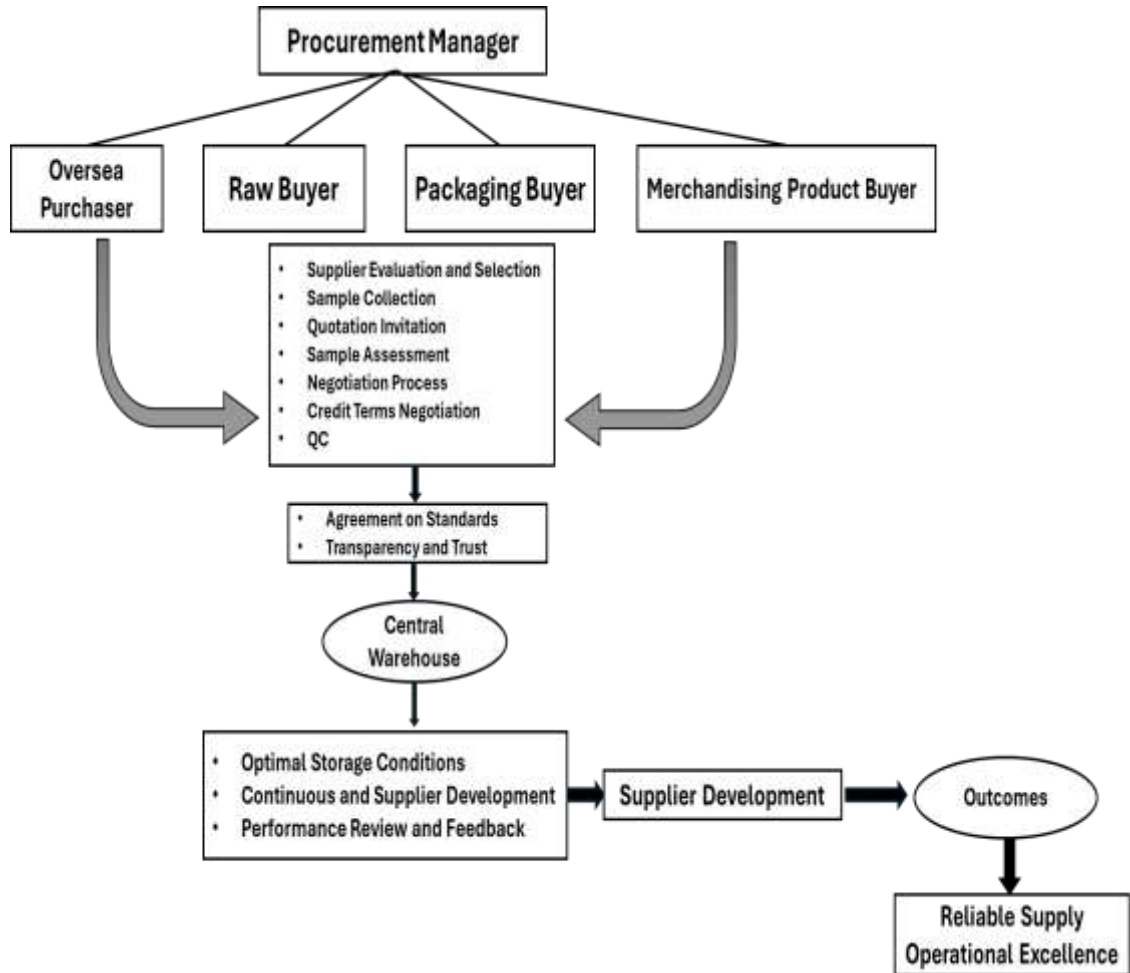 Procurement Manager
Oversea
Purchaser
Raw Buyer
Packaging Buyer
Merchandising Product Buyer
• Supplier Evaluation and Selection
• Sample Collection
• Quotation Invitation
• Sample Assessment
• Negotiation Process
• Credit Terms Negotiation
• QC
• Agreement on Standards
• Transparency and Trust
Central
Warehouse
• Optimal Storage Conditions
• Continuous and Supplier Development
• Performance Review and Feedback
Supplier Development
Outcomes
Reliable Supply
Operational Excellence